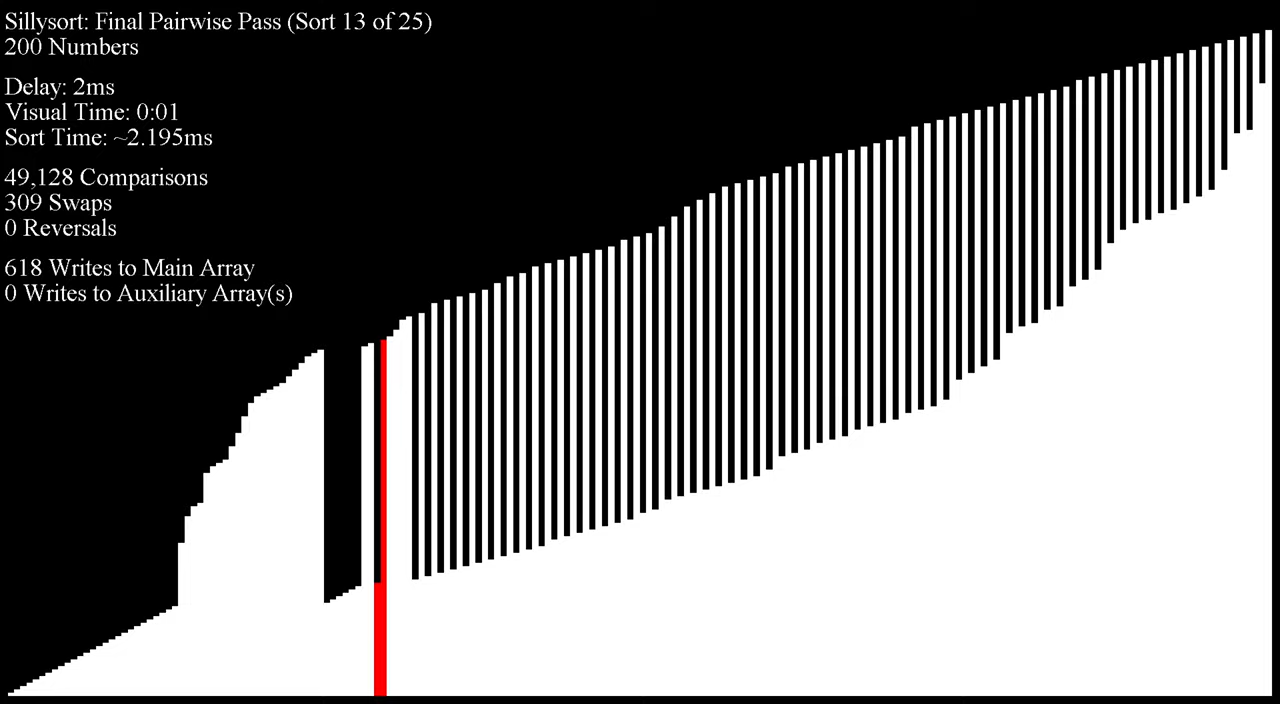 Sillysort: Final Pairwise Pass (Sort 13 of 25)
200 Numbers
Delay: 2ms
Visual Time: 0:01
Sort Time: ~2.195ms
49,128 Comparisons
309 Swaps
0 Reversals
618 Writes to Main Array
0 Writes to Auxiliary Array(s)